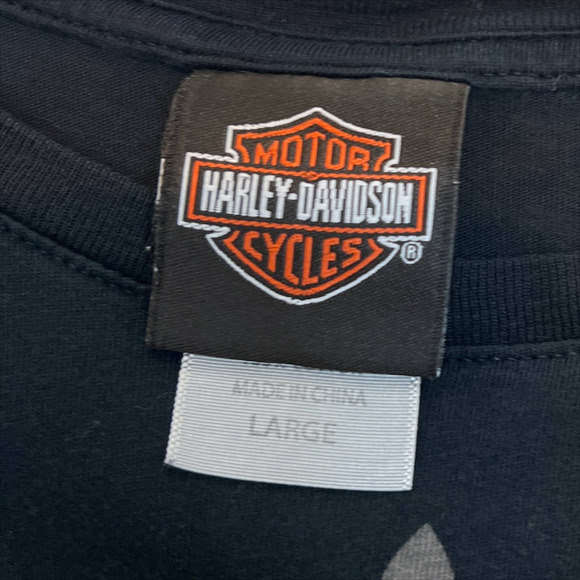 MOTOR
HARLEY-DAVIDSON
CYCLES
®
MADE IN CHINA
LARGE